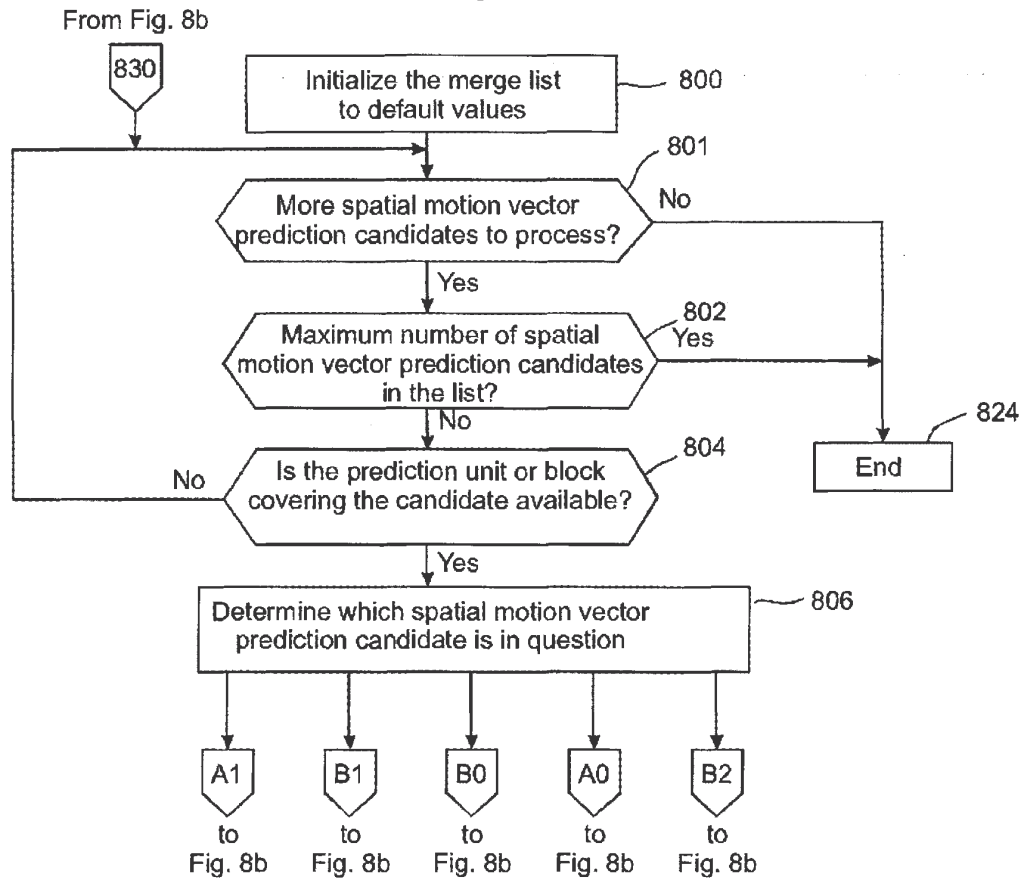 From Fig. 8b
830
Initialize the merge list
to default values
800
801
More spatial motion vector
prediction candidates to process?
No
Yes
802
Maximum number of spatial
motion vector prediction candidates
in the list?
Yes
No
824
End
804
Is the prediction unit or block
covering the candidate available?
No
Yes
806
Determine which spatial motion vector
prediction candidate is in question
A1 B1 B0 A0 B2
to to to to to
Fig. 8b Fig. 8b Fig. 8b Fig. 8b Fig. 8b